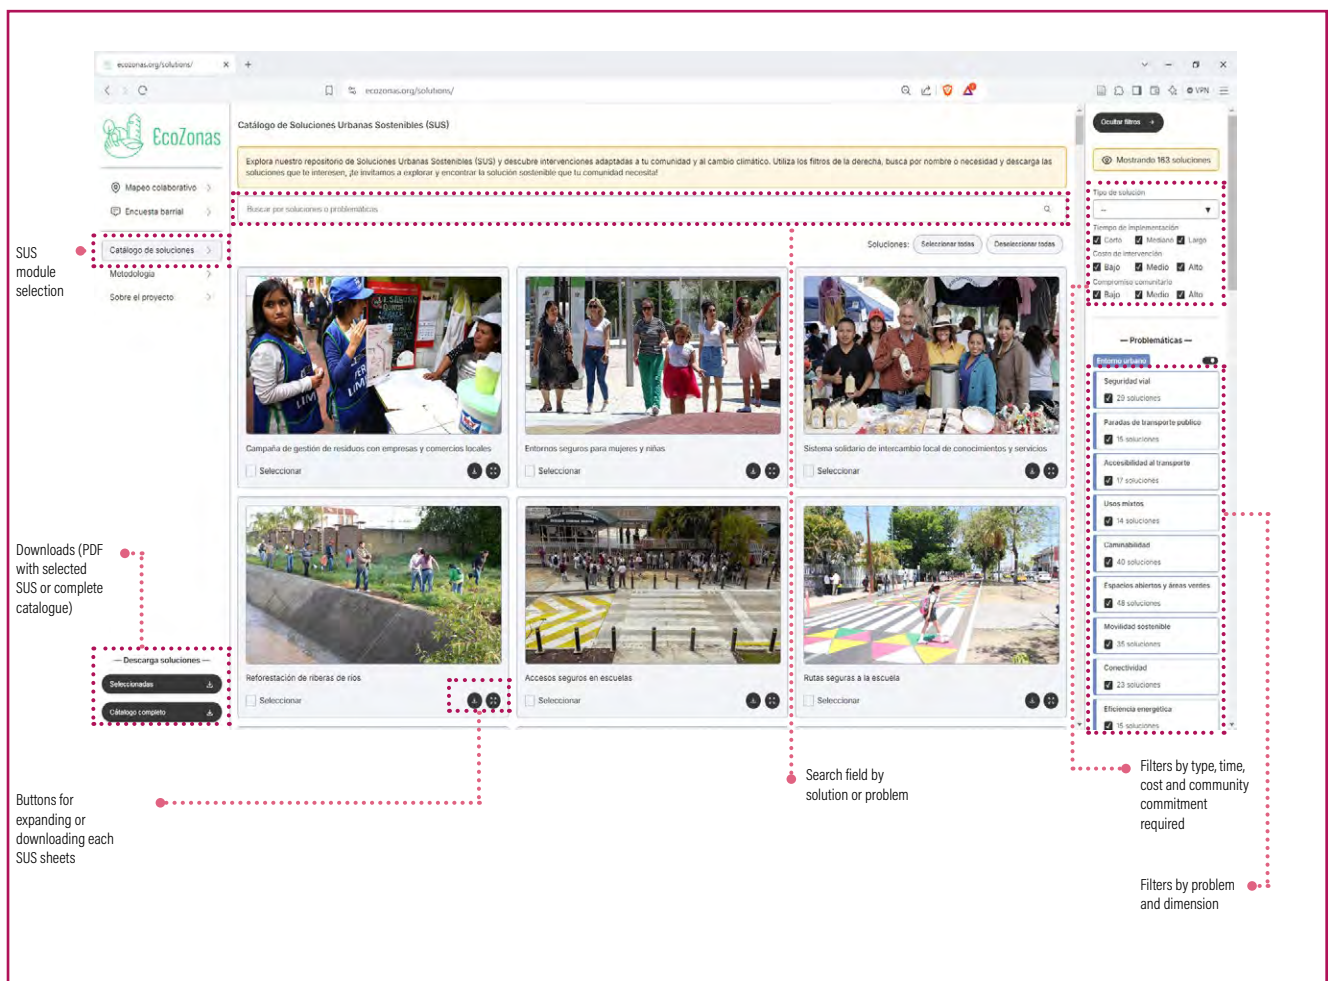 ecozonas.org/solutions/
ecozonas.org/solutions/
VPN
EcoZonas
Mapeo colaborativo
Encuesta barrial
Catálogo de soluciones
Metodología
Sobre el proyecto
SUS
module
selection
Downloads (PDF
with selected
SUS or complete
catalogue)
— Descarga soluciones —
Seleccionadas
Cátalogo completo
Buttons for
expanding or
downloading each
SUS sheets
Catálogo de Soluciones Urbanas Sostenibles (SUS)
Explora nuestro repositorio de Soluciones Urbanas Sostenibles (SUS) y descubre intervenciones adaptadas a tu comunidad y al cambio climático. Utiliza los filtros de la derecha, busca por nombre o necesidad y descarga las
soluciones que te interesen, ¡te invitamos a explorar y encontrar la solución sostenible que tu comunidad necesita!
Buscar por soluciones o problemáticas
Soluciones: Seleccionar todas Deseleccionar todas
Campaña de gestión de residuos con empresas y comercios locales
Seleccionar
Entornos seguros para mujeres y niñas
Seleccionar
Sistema solidario de intercambio local de conocimientos y servicios
Seleccionar
Reforestación de riberas de ríos
Seleccionar
Accesos seguros en escuelas
Seleccionar
Rutas seguras a la escuela
Seleccionar
Search field by
solution or problem
Ocultar filtros
Mostrando 163 soluciones
Tipo de solución
--
Tiempo de implementación
Corto Mediano Largo
Costo de intervención
Bajo Medio Alto
Compromiso comunitario
Bajo Medio Alto
— Problemáticas —
Entorno urbano
Seguridad vial
29 soluciones
Paradas de transporte público
15 soluciones
Accesibilidad al transporte
17 soluciones
Usos mixtos
14 soluciones
Caminabilidad
40 soluciones
Espacios abiertos y áreas verdes
48 soluciones
Movilidad sostenible
35 soluciones
Conectividad
23 soluciones
Eficiencia energética
15 soluciones
Filters by type, time,
cost and community
commitment
required
Filters by problem
and dimension